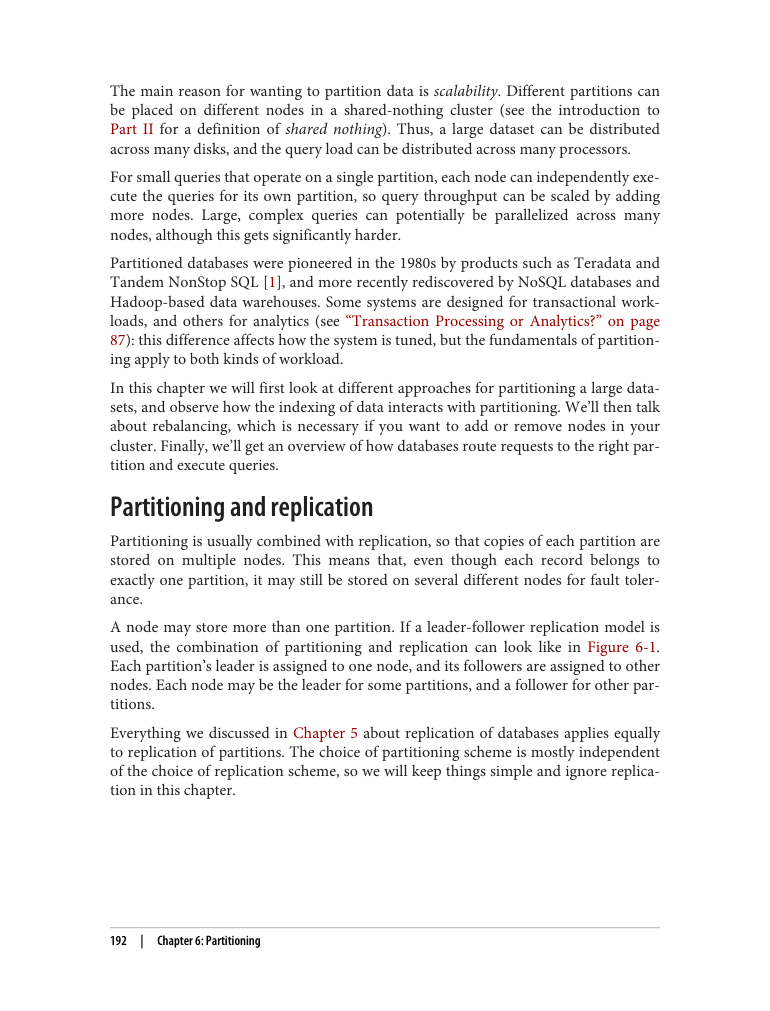 The main reason for wanting to partition data is scalability. Different partitions can
be placed on different nodes in a shared-nothing cluster (see the introduction to
Part II for a definition of shared nothing). Thus, a large dataset can be distributed
across many disks, and the query load can be distributed across many processors.
For small queries that operate on a single partition, each node can independently exe-
cute the queries for its own partition, so query throughput can be scaled by adding
more nodes. Large, complex queries can potentially be parallelized across many
nodes, although this gets significantly harder.
Partitioned databases were pioneered in the 1980s by products such as Teradata and
Tandem NonStop SQL [1], and more recently rediscovered by NoSQL databases and
Hadoop-based data warehouses. Some systems are designed for transactional work-
loads, and others for analytics (see “Transaction Processing or Analytics?” on page
87): this difference affects how the system is tuned, but the fundamentals of partition-
ing apply to both kinds of workload.
In this chapter we will first look at different approaches for partitioning a large data-
sets, and observe how the indexing of data interacts with partitioning. We’ll then talk
about rebalancing, which is necessary if you want to add or remove nodes in your
cluster. Finally, we’ll get an overview of how databases route requests to the right par-
tition and execute queries.
Partitioning and replication
Partitioning is usually combined with replication, so that copies of each partition are
stored on multiple nodes. This means that, even though each record belongs to
exactly one partition, it may still be stored on several different nodes for fault toler-
ance.
A node may store more than one partition. If a leader-follower replication model is
used, the combination of partitioning and replication can look like in Figure 6-1.
Each partition’s leader is assigned to one node, and its followers are assigned to other
nodes. Each node may be the leader for some partitions, and a follower for other par-
titions.
Everything we discussed in Chapter 5 about replication of databases applies equally
to replication of partitions. The choice of partitioning scheme is mostly independent
of the choice of replication scheme, so we will keep things simple and ignore replica-
tion in this chapter.
192 | Chapter 6: Partitioning